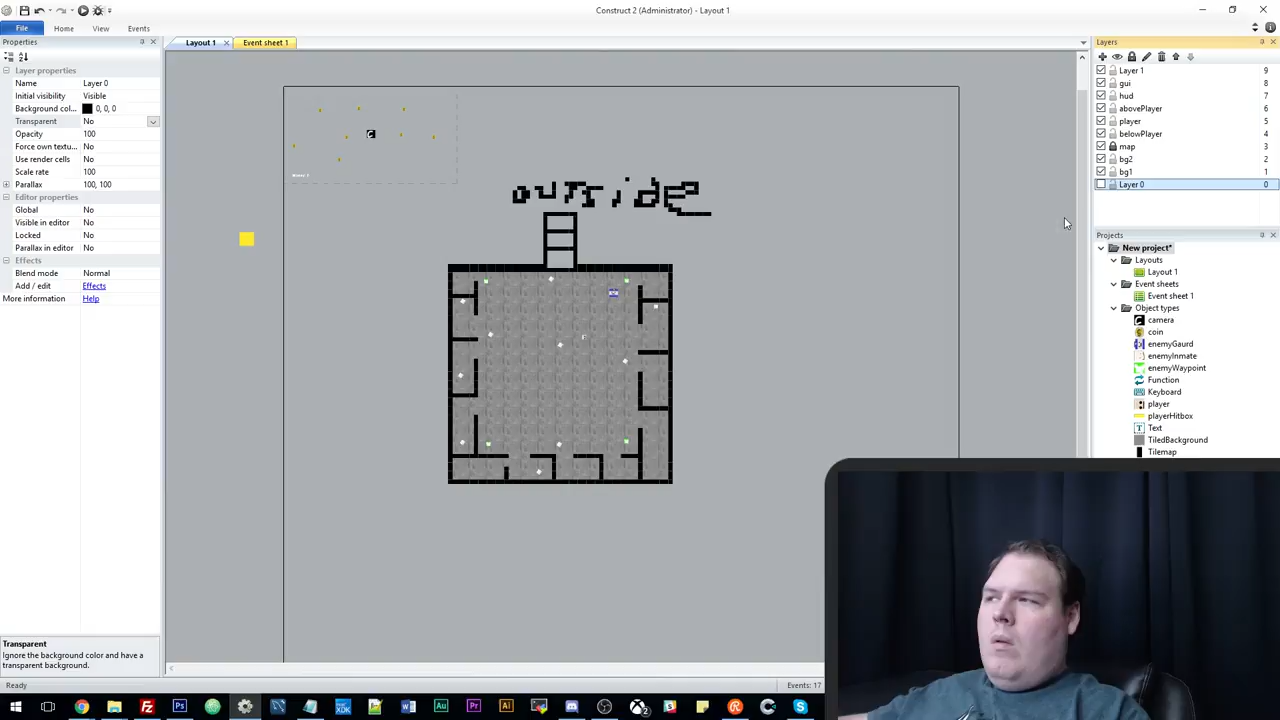 Construct 2 (Administrator) - Layout 1
File Home View Events
Properties
Layout 1 Event sheet 1
Layers
Layer properties
Name Layer 0
Initial visibility Visible
Background col... 0, 0, 0
Transparent No
Opacity 100
Force own textu... No
Use render cells No
Scale rate 100
Parallax 100, 100
Editor properties
Global No
Visible in editor No
Locked No
Parallax in editor No
Effects
Blend mode Normal
Add / edit Effects
More information Help
outside
Layer 1 9
gui 8
hud 7
abovePlayer 6
player 5
belowPlayer 4
map 3
bg2 2
bg1 1
Layer 0 0
Projects
New project*
Layouts
Layout 1
Event sheets
Event sheet 1
Object types
camera
coin
enemyGaurd
enemyInmate
enemyWaypoint
Function
Keyboard
player
playerHitbox
Text
TiledBackground
Tilemap
Transparent
Ignore the background color and have a
transparent background.
Ready
Events: 17